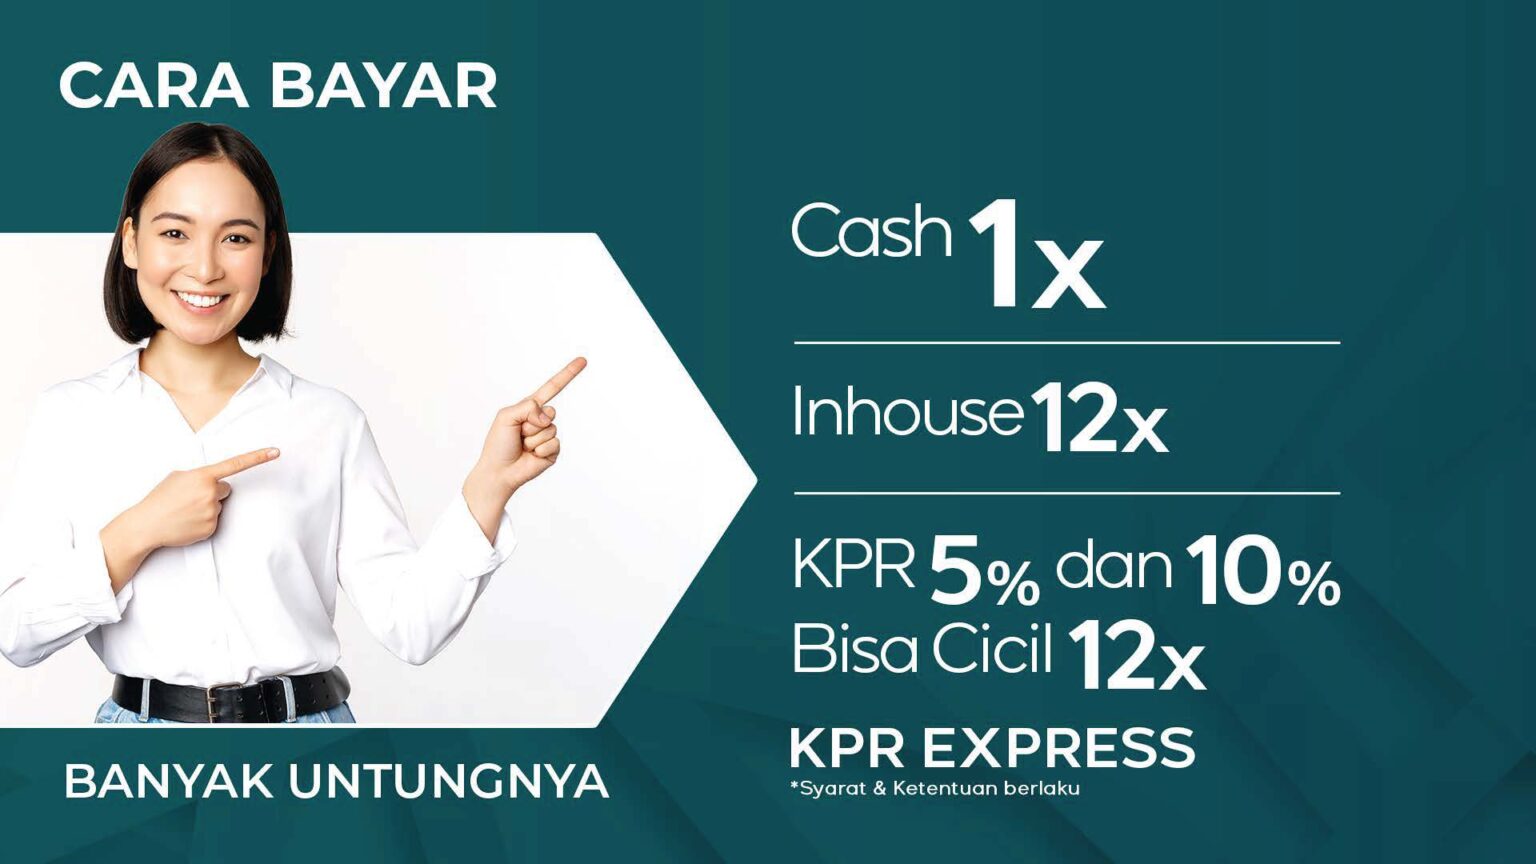 CARA BAYAR
Cash 1x
Inhouse 12x
KPR 5% dan 10%
Bisa Cicil 12x
KPR EXPRESS
*Syarat & Ketentuan berlaku
BANYAK UNTUNGNYA